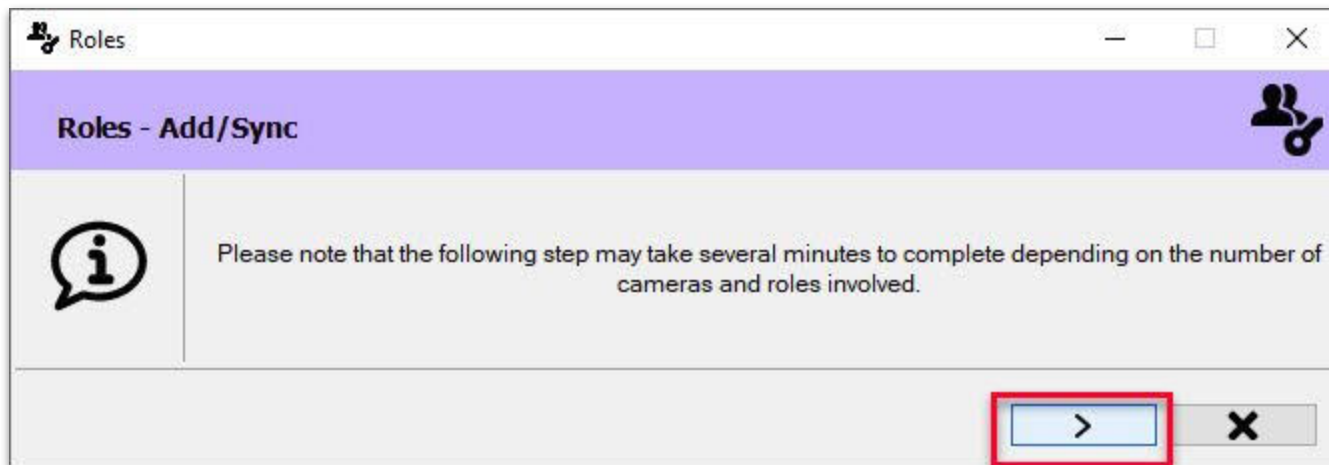 Roles
Roles - Add/Sync
Please note that the following step may take several minutes to complete depending on the number of
cameras and roles involved.